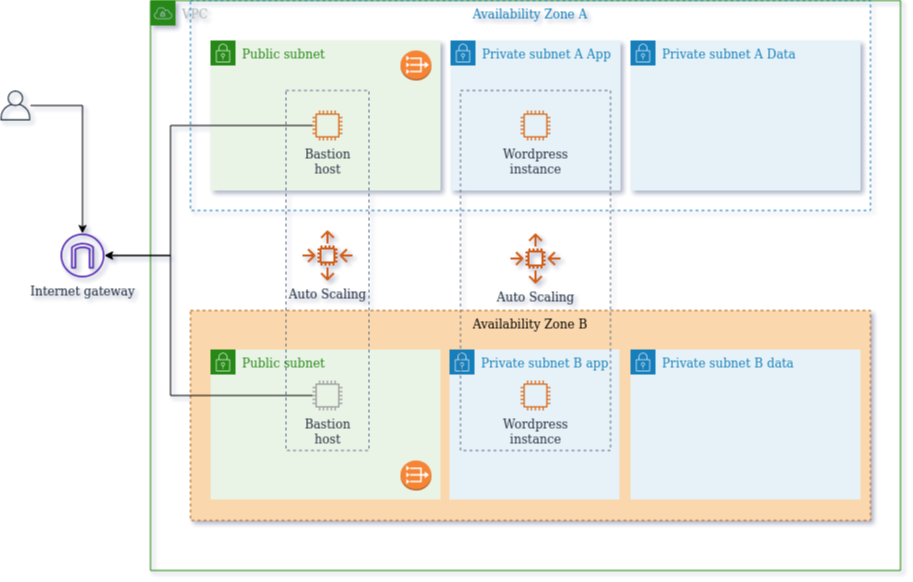 VPC
Availability Zone A
Public subnet
Private subnet A App
Private subnet A Data
Bastion
host
Wordpress
instance
Internet gateway
Auto Scaling
Auto Scaling
Availability Zone B
Public subnet
Private subnet B app
Private subnet B data
Bastion
host
Wordpress
instance